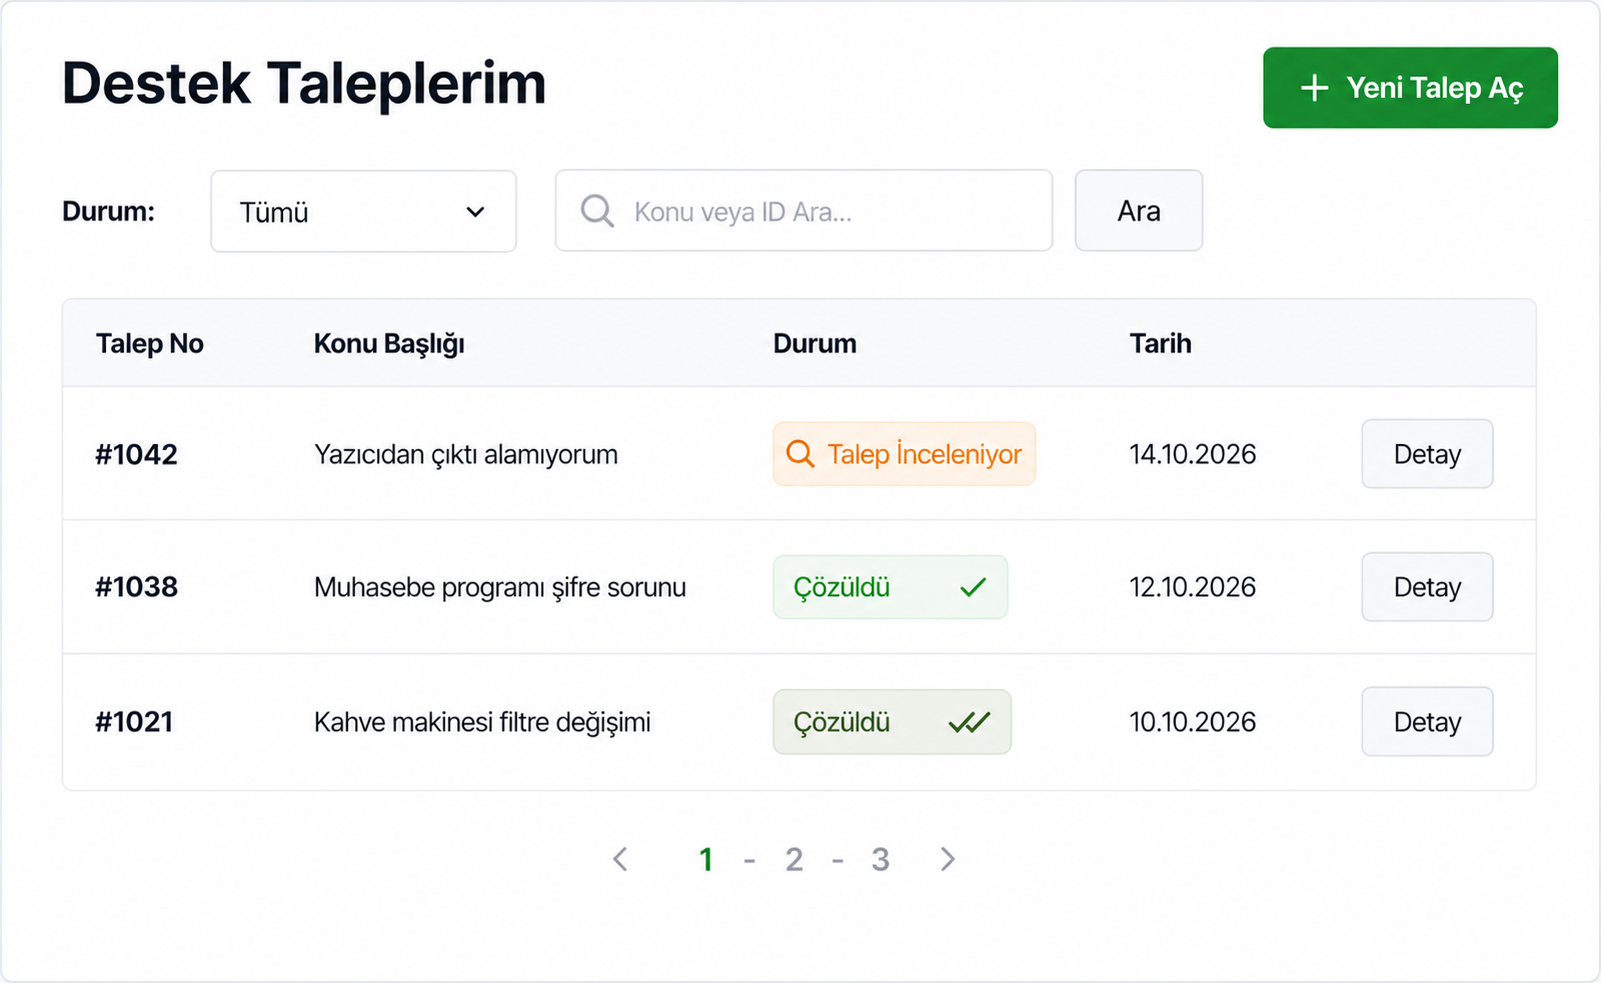 Destek Taleplerim
+ Yeni Talep Aç
Durum: Tümü Konu veya ID Ara... Ara
Talep No Konu Başlığı Durum Tarih
#1042 Yazıcıdan çıktı alamıyorum Talep İnceleniyor 14.10.2026 Detay
#1038 Muhasebe programı şifre sorunu Çözüldü ✓ 12.10.2026 Detay
#1021 Kahve makinesi filtre değişimi Çözüldü ✓✓ 10.10.2026 Detay
< 1 - 2 - 3 >